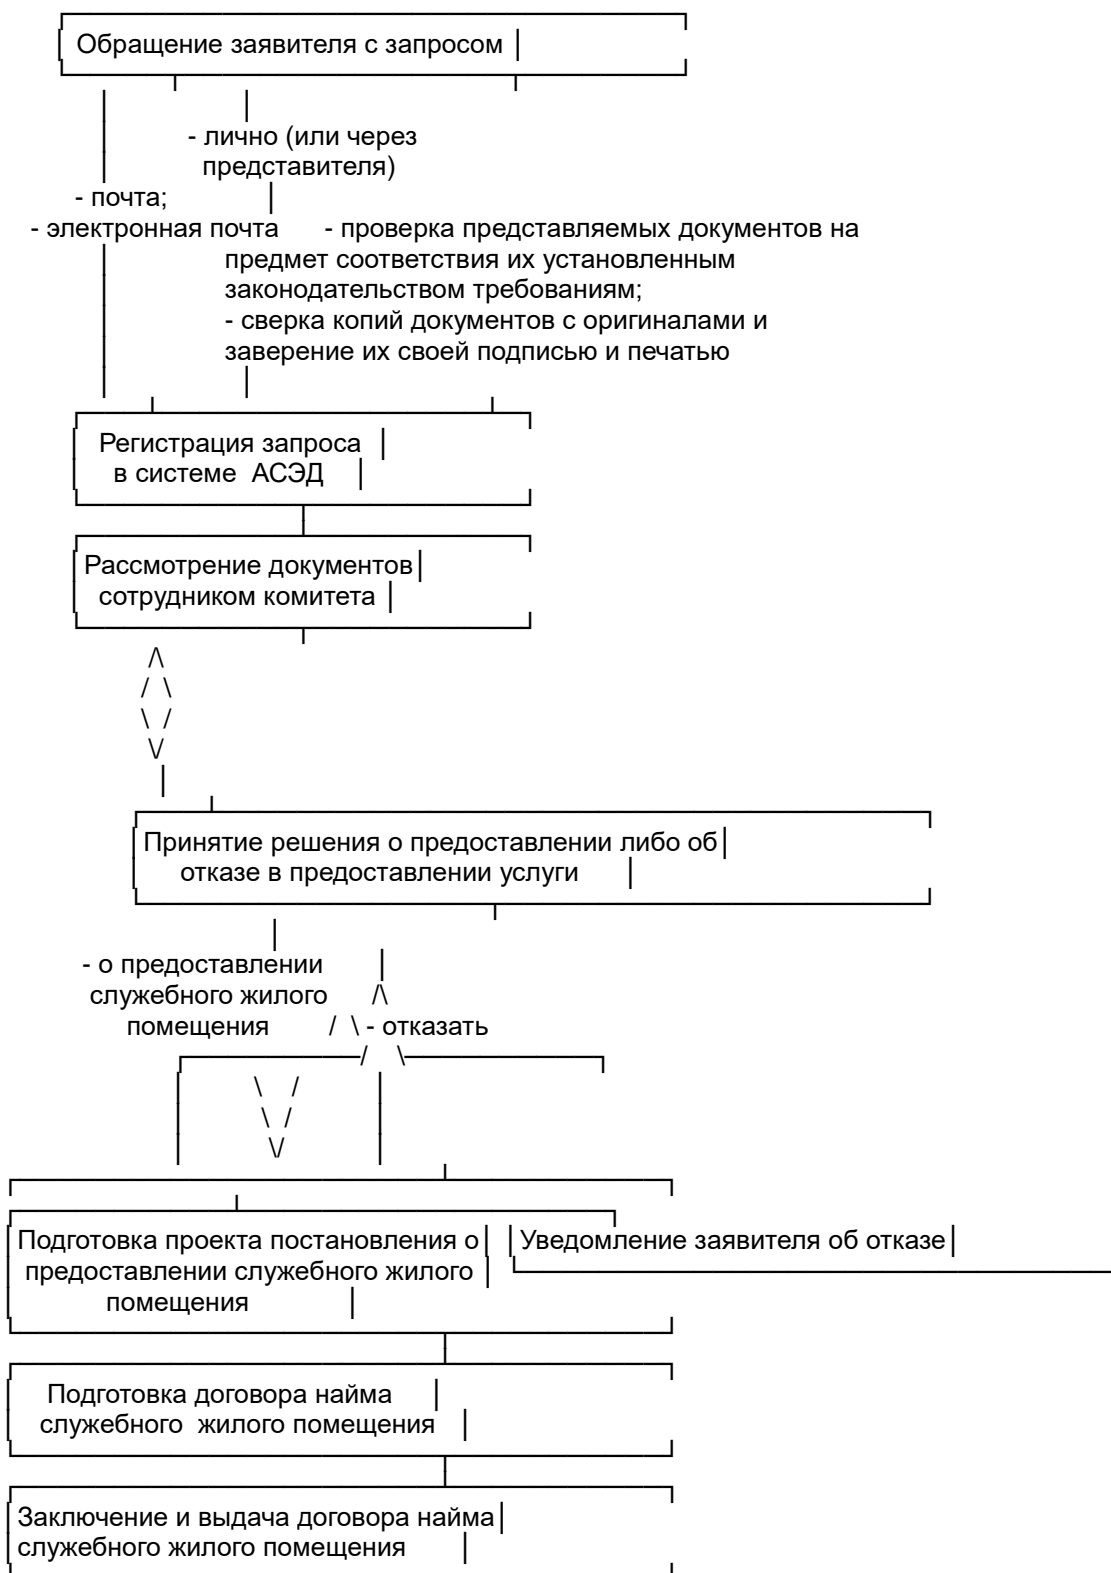 Обращение заявителя с запросом
- лично (или через
представителя)
- почта;
- электронная почта - проверка представляемых документов на
предмет соответствия их установленным
законодательством требованиям;
- сверка копий документов с оригиналами и
заверение их своей подписью и печатью
Регистрация запроса
в системе АСЭД
Рассмотрение документов
сотрудником комитета
Принятие решения о предоставлении либо об
отказе в предоставлении услуги
- о предоставлении
служебного жилого
помещения - отказать
Подготовка проекта постановления о Уведомление заявителя об отказе
предоставлении служебного жилого
помещения
Подготовка договора найма
служебного жилого помещения
Заключение и выдача договора найма
служебного жилого помещения